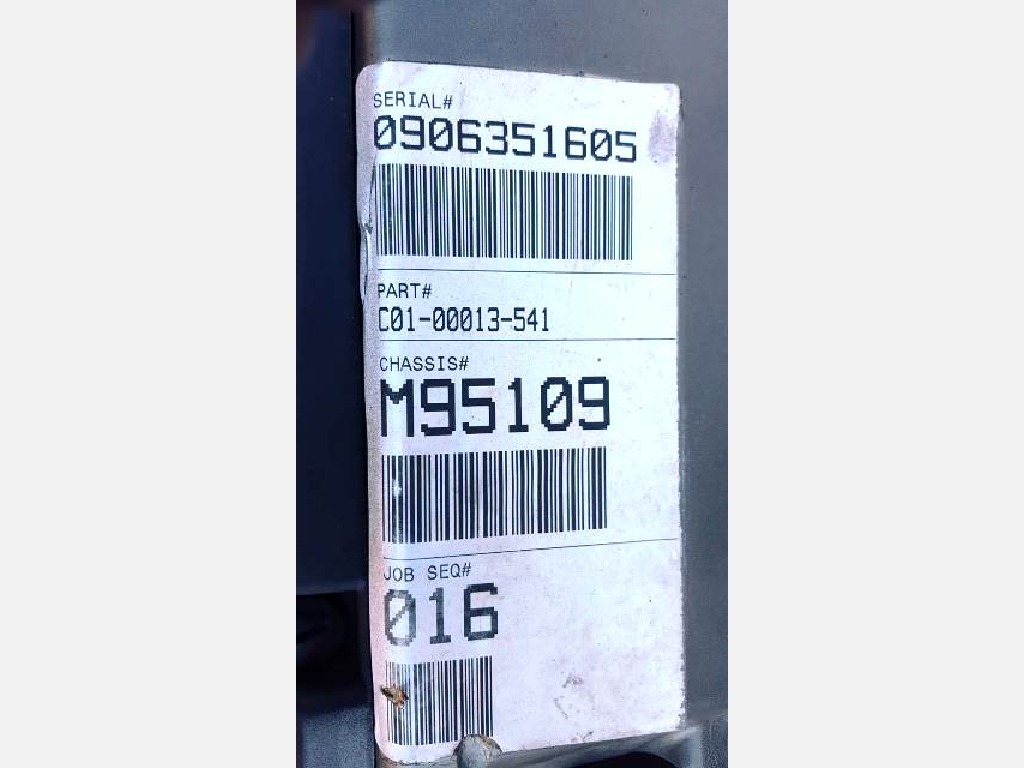 SERIAL#
0906351605
PART#
C01-00013-541
CHASSIS#
M95109
JOB SEQ#
016